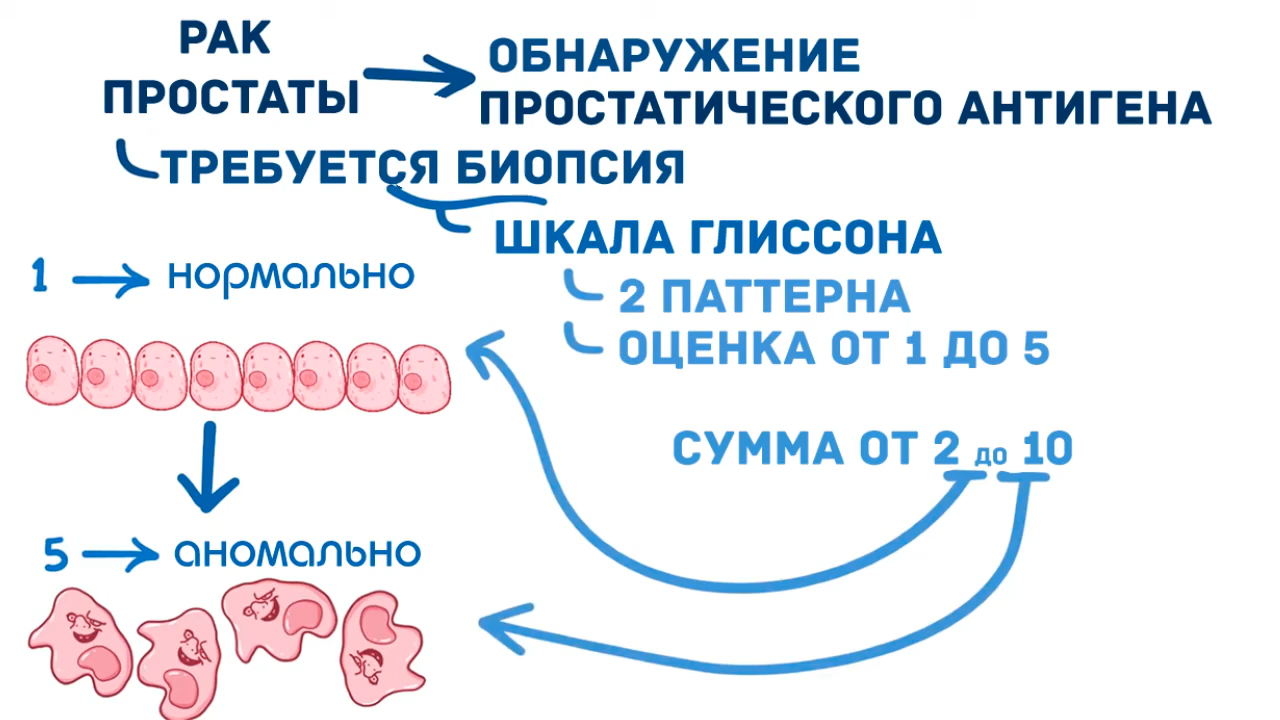 РАК
ПРОСТАТЫ
ОБНАРУЖЕНИЕ
ПРОСТАТИЧЕСКОГО АНТИГЕНА
ТРЕБУЕТСЯ БИОПСИЯ
ШКАЛА ГЛИССОНА
2 ПАТТЕРНА
ОЦЕНКА ОТ 1 ДО 5
СУММА ОТ 2 до 10
1 нормально
5 аномально